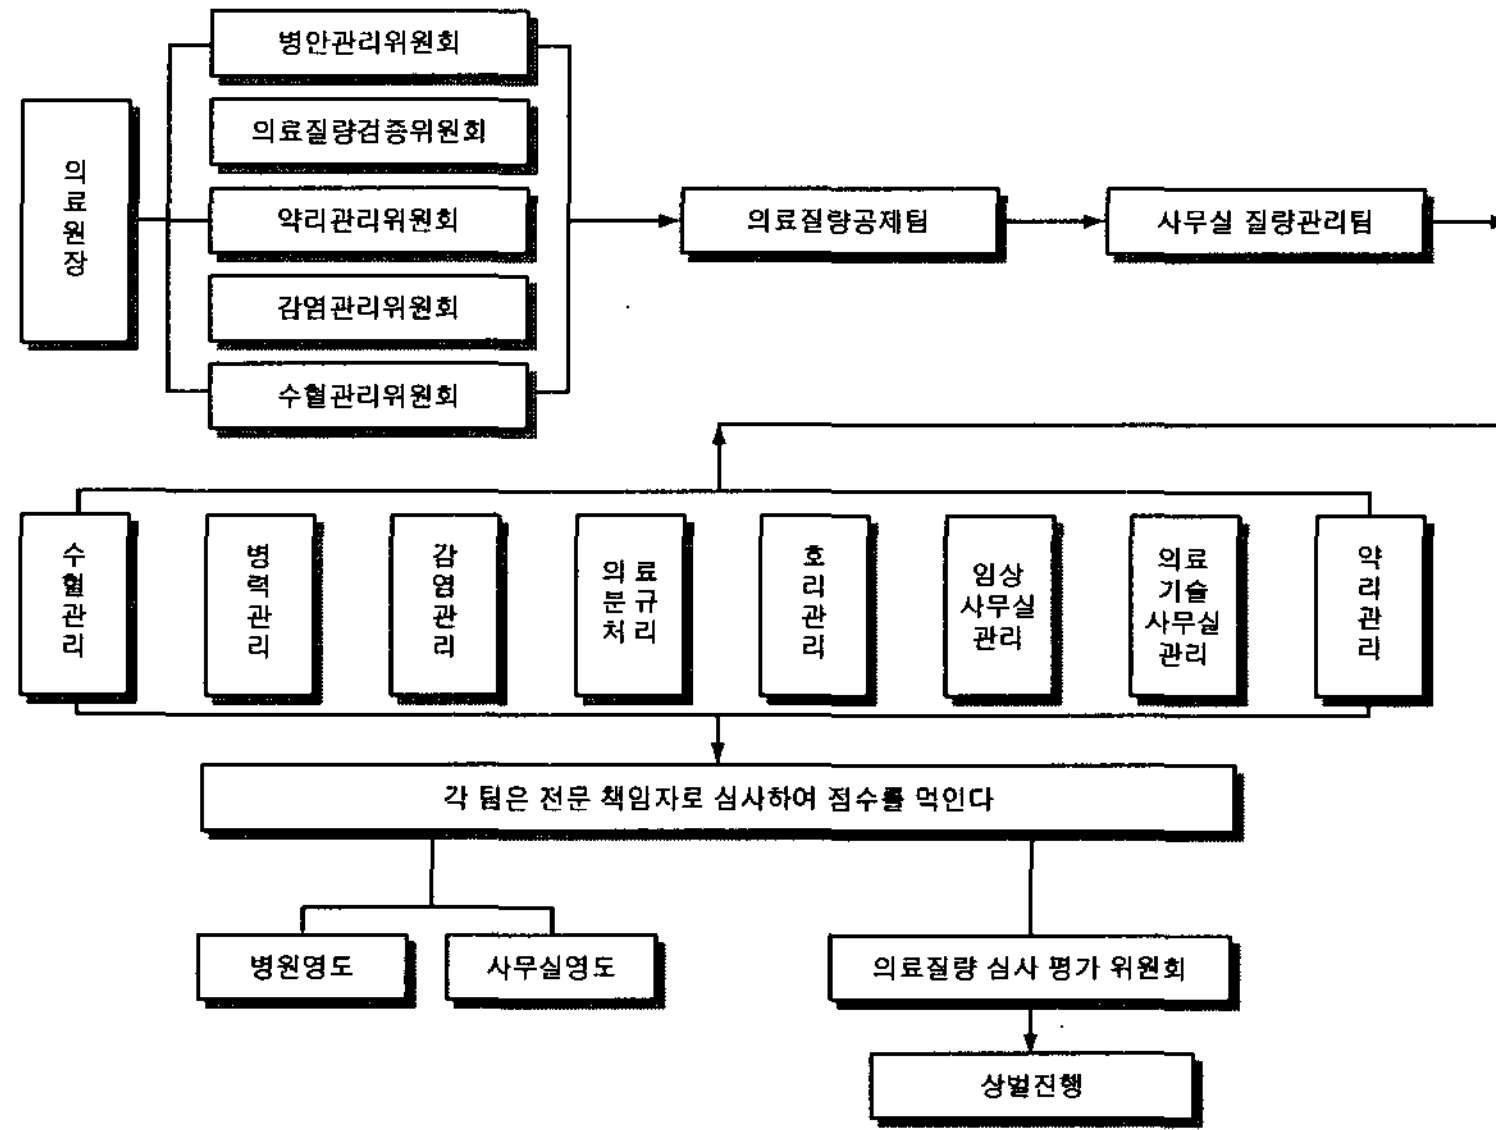 의료원장
병안관리위원회
의료질량검증위원회
약리관리위원회
감염관리위원회
수혈관리위원회
의료질량공제팀
사무실 질량관리팀
수혈관리
병력관리
감염관리
의료
분규
처리
호리관리
임상
사무실
관리
의료
기술
사무실
관리
약리관리
각 팀은 전문 책임자로 심사하여 점수를 먹인다
병원영도
사무실영도
의료질량 심사 평가 위원회
상벌진행